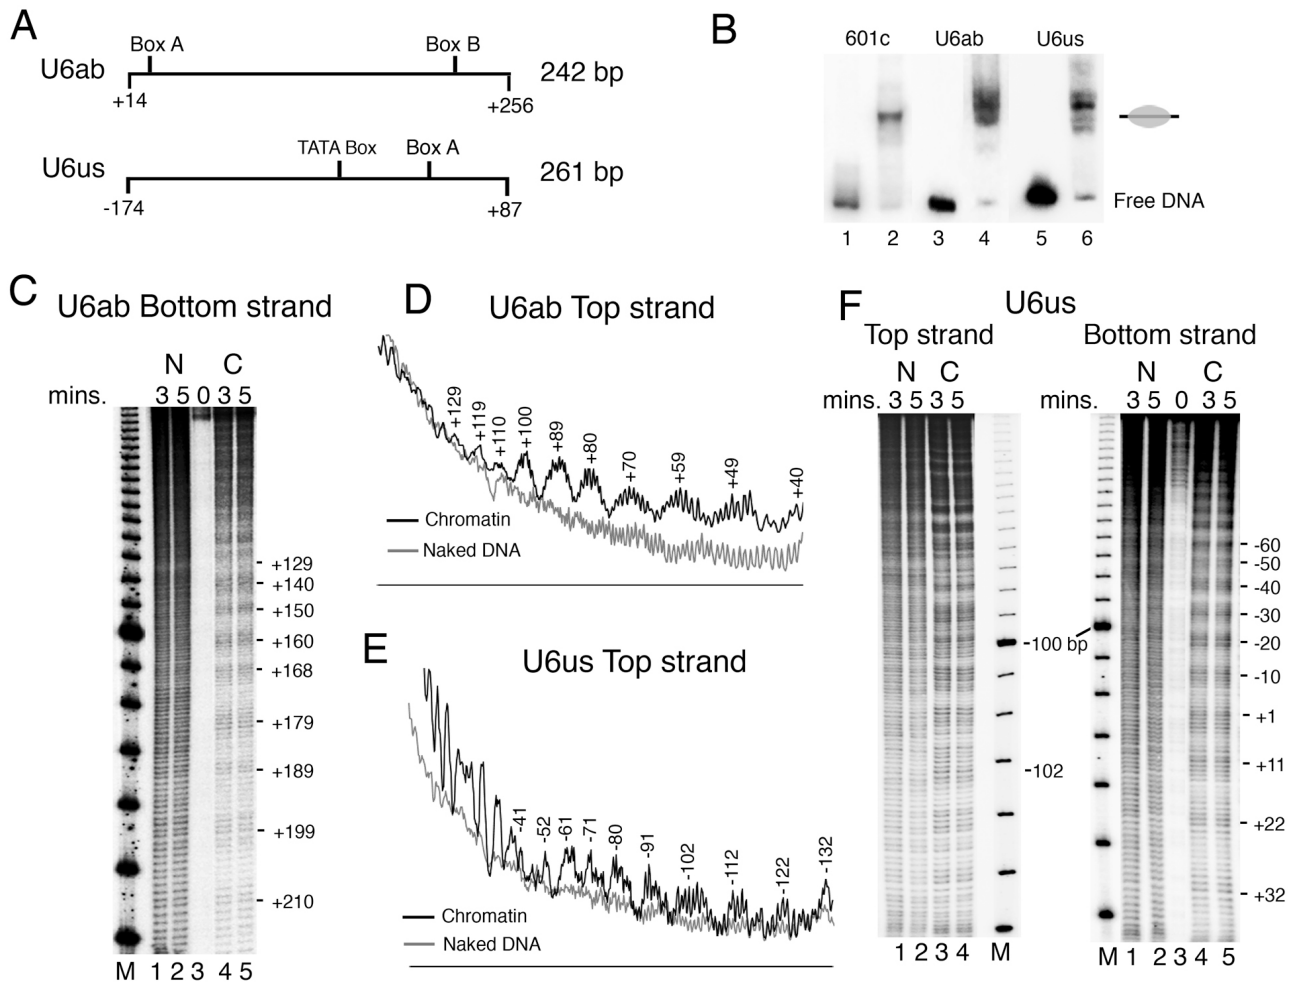 A
Box A
Box B
U6ab
242 bp
+14
+256
TATA Box
Box A
U6us
261 bp
-174
+87
B
601c
U6ab
U6us
Free DNA
1 2 3 4 5 6
C
U6ab Bottom strand
N C
mins. 3 5 0 3 5
+129
+140
+150
+160
+168
+179
+189
+199
+210
M 1 2 3 4 5
D
U6ab Top strand
+129
+119
+110
+100
+89
+80
+70
+59
+49
+40
Chromatin
Naked DNA
E
U6us Top strand
-41
-52
-61
-71
-80
-91
-102
-112
-122
-132
Chromatin
Naked DNA
F
U6us
Top strand
N C
mins. 3 5 3 5
-100 bp
-102
1 2 3 4 M
Bottom strand
N C
mins. 3 5 0 3 5
-60
-50
-40
-30
-20
-10
+1
+11
+22
+32
M 1 2 3 4 5